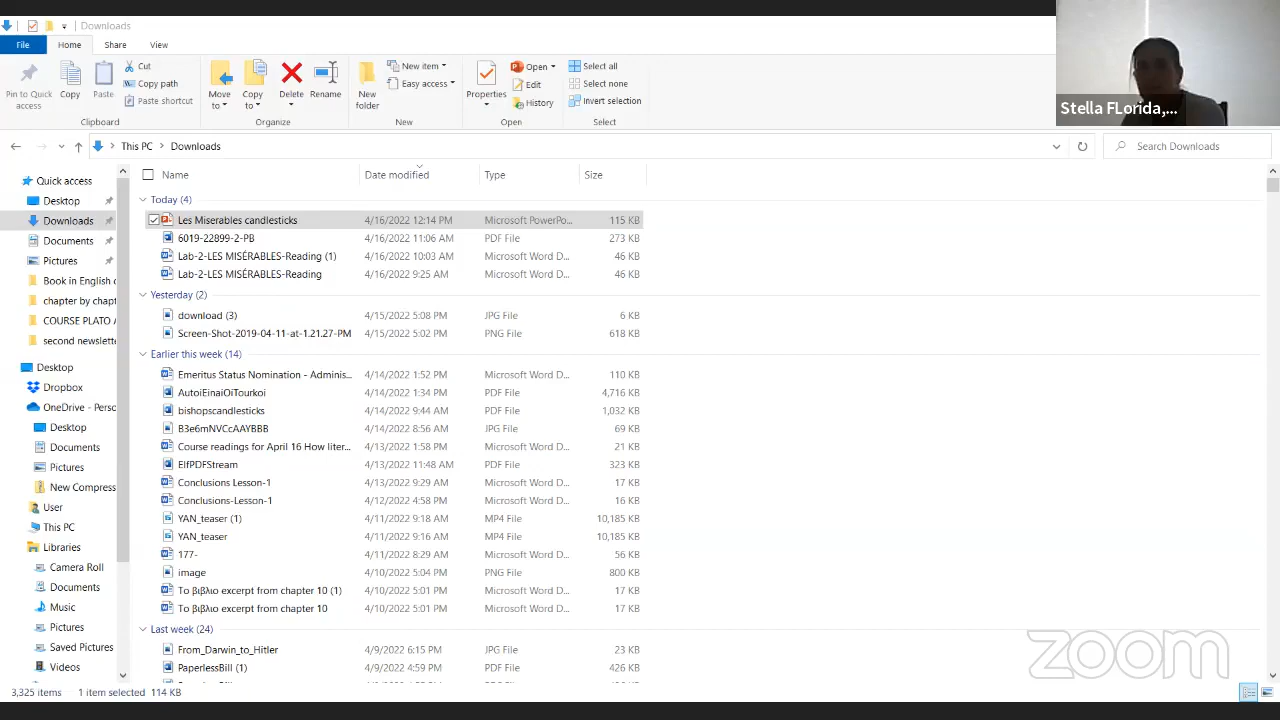 Downloads
File Home Share View
Pin to Quick access
Copy
Paste
Cut
Copy path
Paste shortcut
Clipboard
Move to
Copy to
Delete
Rename
Organize
New folder
New item
Easy access
New
Properties
Open
Edit
History
Open
Select all
Select none
Invert selection
Select
Stella FLorida,...
This PC > Downloads
Search Downloads
Quick access
Desktop
Downloads
Documents
Pictures
Book in English
chapter by chapt
COURSE PLATO
second newslette
Desktop
Dropbox
OneDrive - Perso
Desktop
Documents
Pictures
New Compress
User
This PC
Libraries
Camera Roll
Documents
Music
Pictures
Saved Pictures
Videos
Name Date modified Type Size
Today (4)
Les Miserables candlesticks 4/16/2022 12:14 PM Microsoft PowerPo... 115 KB
6019-22899-2-PB 4/16/2022 11:06 AM PDF File 273 KB
Lab-2-LES MISÉRABLES-Reading (1) 4/16/2022 10:03 AM Microsoft Word D... 46 KB
Lab-2-LES MISÉRABLES-Reading 4/16/2022 9:25 AM Microsoft Word D... 46 KB
Yesterday (2)
download (3) 4/15/2022 5:08 PM JPG File 6 KB
Screen-Shot-2019-04-11-at-1.21.27-PM 4/15/2022 5:02 PM PNG File 618 KB
Earlier this week (14)
Emeritus Status Nomination - Adminis... 4/14/2022 1:52 PM Microsoft Word D... 110 KB
AutoiEinaiOiTourkoi 4/14/2022 1:34 PM PDF File 4,716 KB
bishopscandlesticks 4/14/2022 9:44 AM PDF File 1,032 KB
B3e6mNVCcAAYBBB 4/14/2022 8:56 AM JPG File 69 KB
Course readings for April 16 How liter... 4/13/2022 1:58 PM Microsoft Word D... 21 KB
ElfPDFStream 4/13/2022 11:48 AM PDF File 323 KB
Conclusions Lesson-1 4/13/2022 9:29 AM Microsoft Word D... 17 KB
Conclusions-Lesson-1 4/12/2022 4:58 PM Microsoft Word D... 16 KB
YAN_teaser (1) 4/11/2022 9:18 AM MP4 File 10,185 KB
YAN_teaser 4/11/2022 9:16 AM MP4 File 10,185 KB
177- 4/11/2022 8:29 AM Microsoft Word D... 56 KB
image 4/10/2022 5:04 PM PNG File 800 KB
Το βιβλιο excerpt from chapter 10 (1) 4/10/2022 5:01 PM Microsoft Word D... 17 KB
Το βιβλιο excerpt from chapter 10 4/10/2022 5:01 PM Microsoft Word D... 17 KB
Last week (24)
From_Darwin_to_Hitler 4/9/2022 6:15 PM JPG File 23 KB
PaperlessBill (1) 4/9/2022 4:59 PM PDF File 426 KB
3,325 items 1 item selected 114 KB
zoom